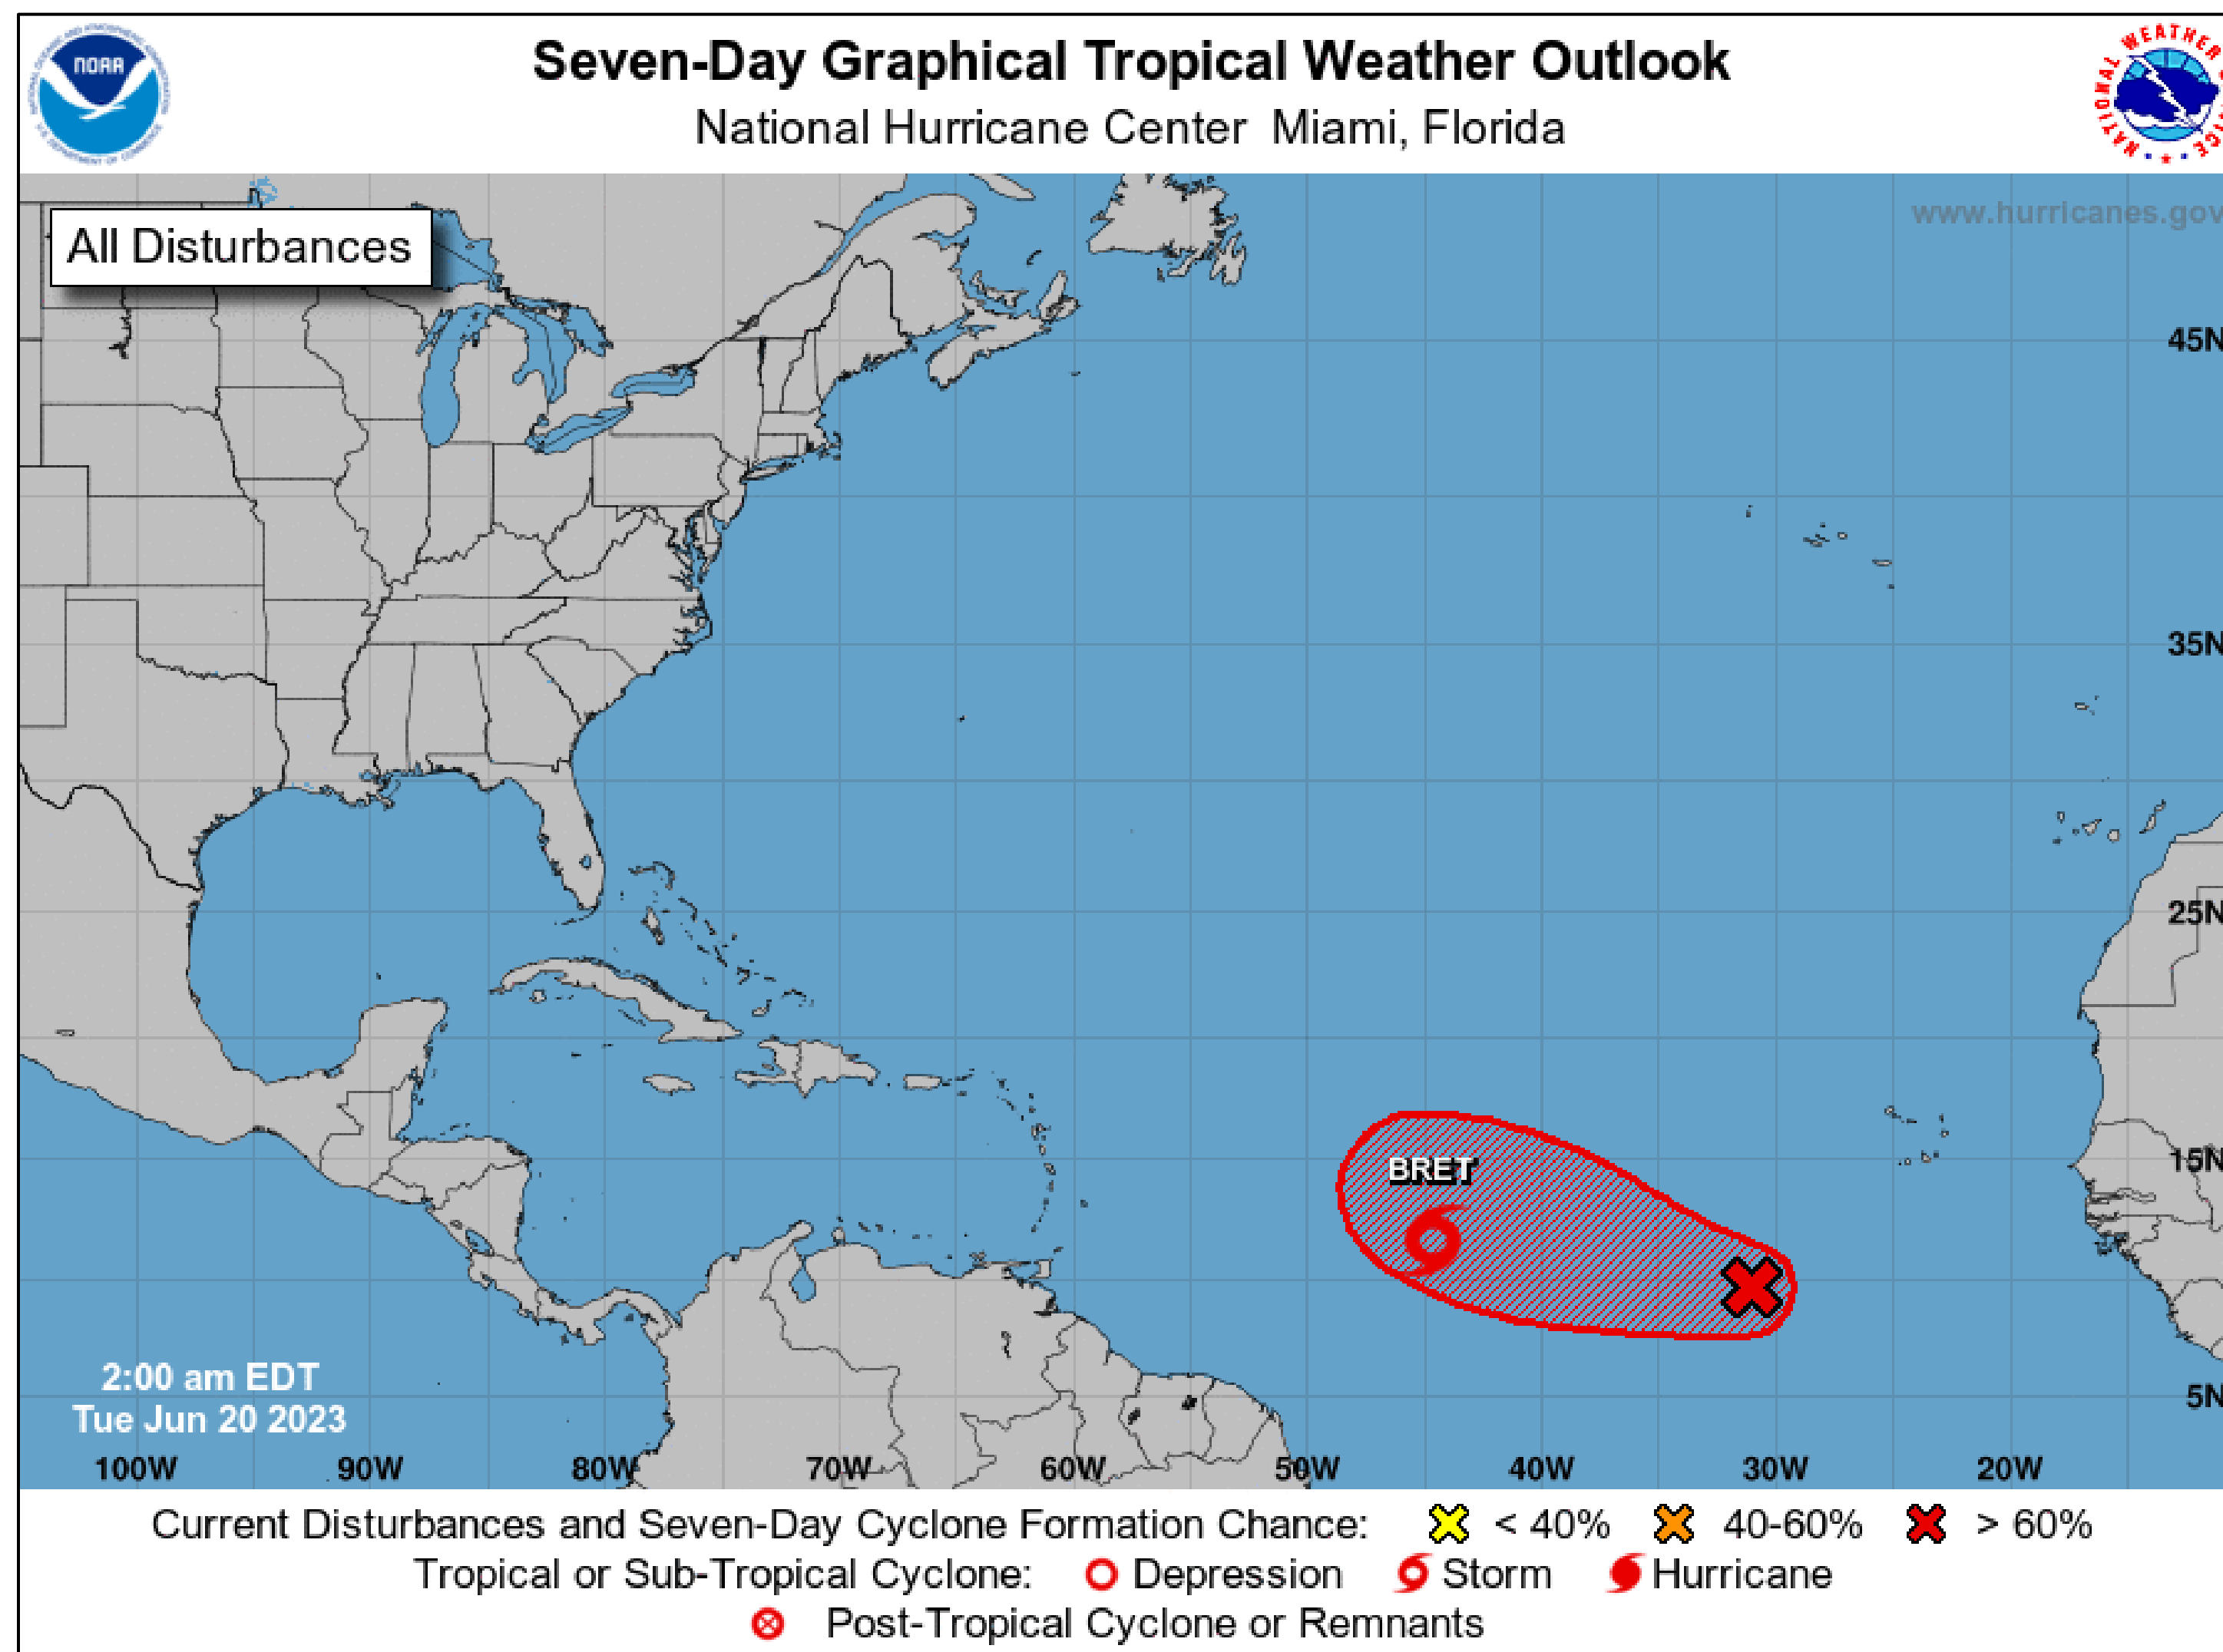 NOAA
Seven-Day Graphical Tropical Weather Outlook
National Hurricane Center Miami, Florida
NATIONAL WEATHER
All Disturbances
www.hurricanes.gov
45N
35N
25N
BRET
15N
2:00 am EDT
Tue Jun 20 2023
5N
100W 90W 80W 70W 60W 50W 40W 30W 20W
Current Disturbances and Seven-Day Cyclone Formation Chance: < 40% 40-60% > 60%
Tropical or Sub-Tropical Cyclone: Depression Storm Hurricane
Post-Tropical Cyclone or Remnants